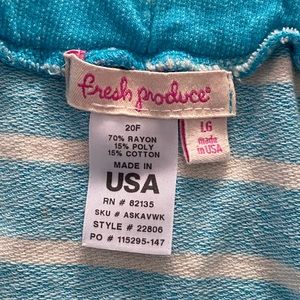 fresh produce®
LG
made
in USA
20F
70% RAYON
15% POLY
15% COTTON
MADE IN
USA
RN # 82135
SKU # ASKAVWK
STYLE # 22806
PO # 115295-147